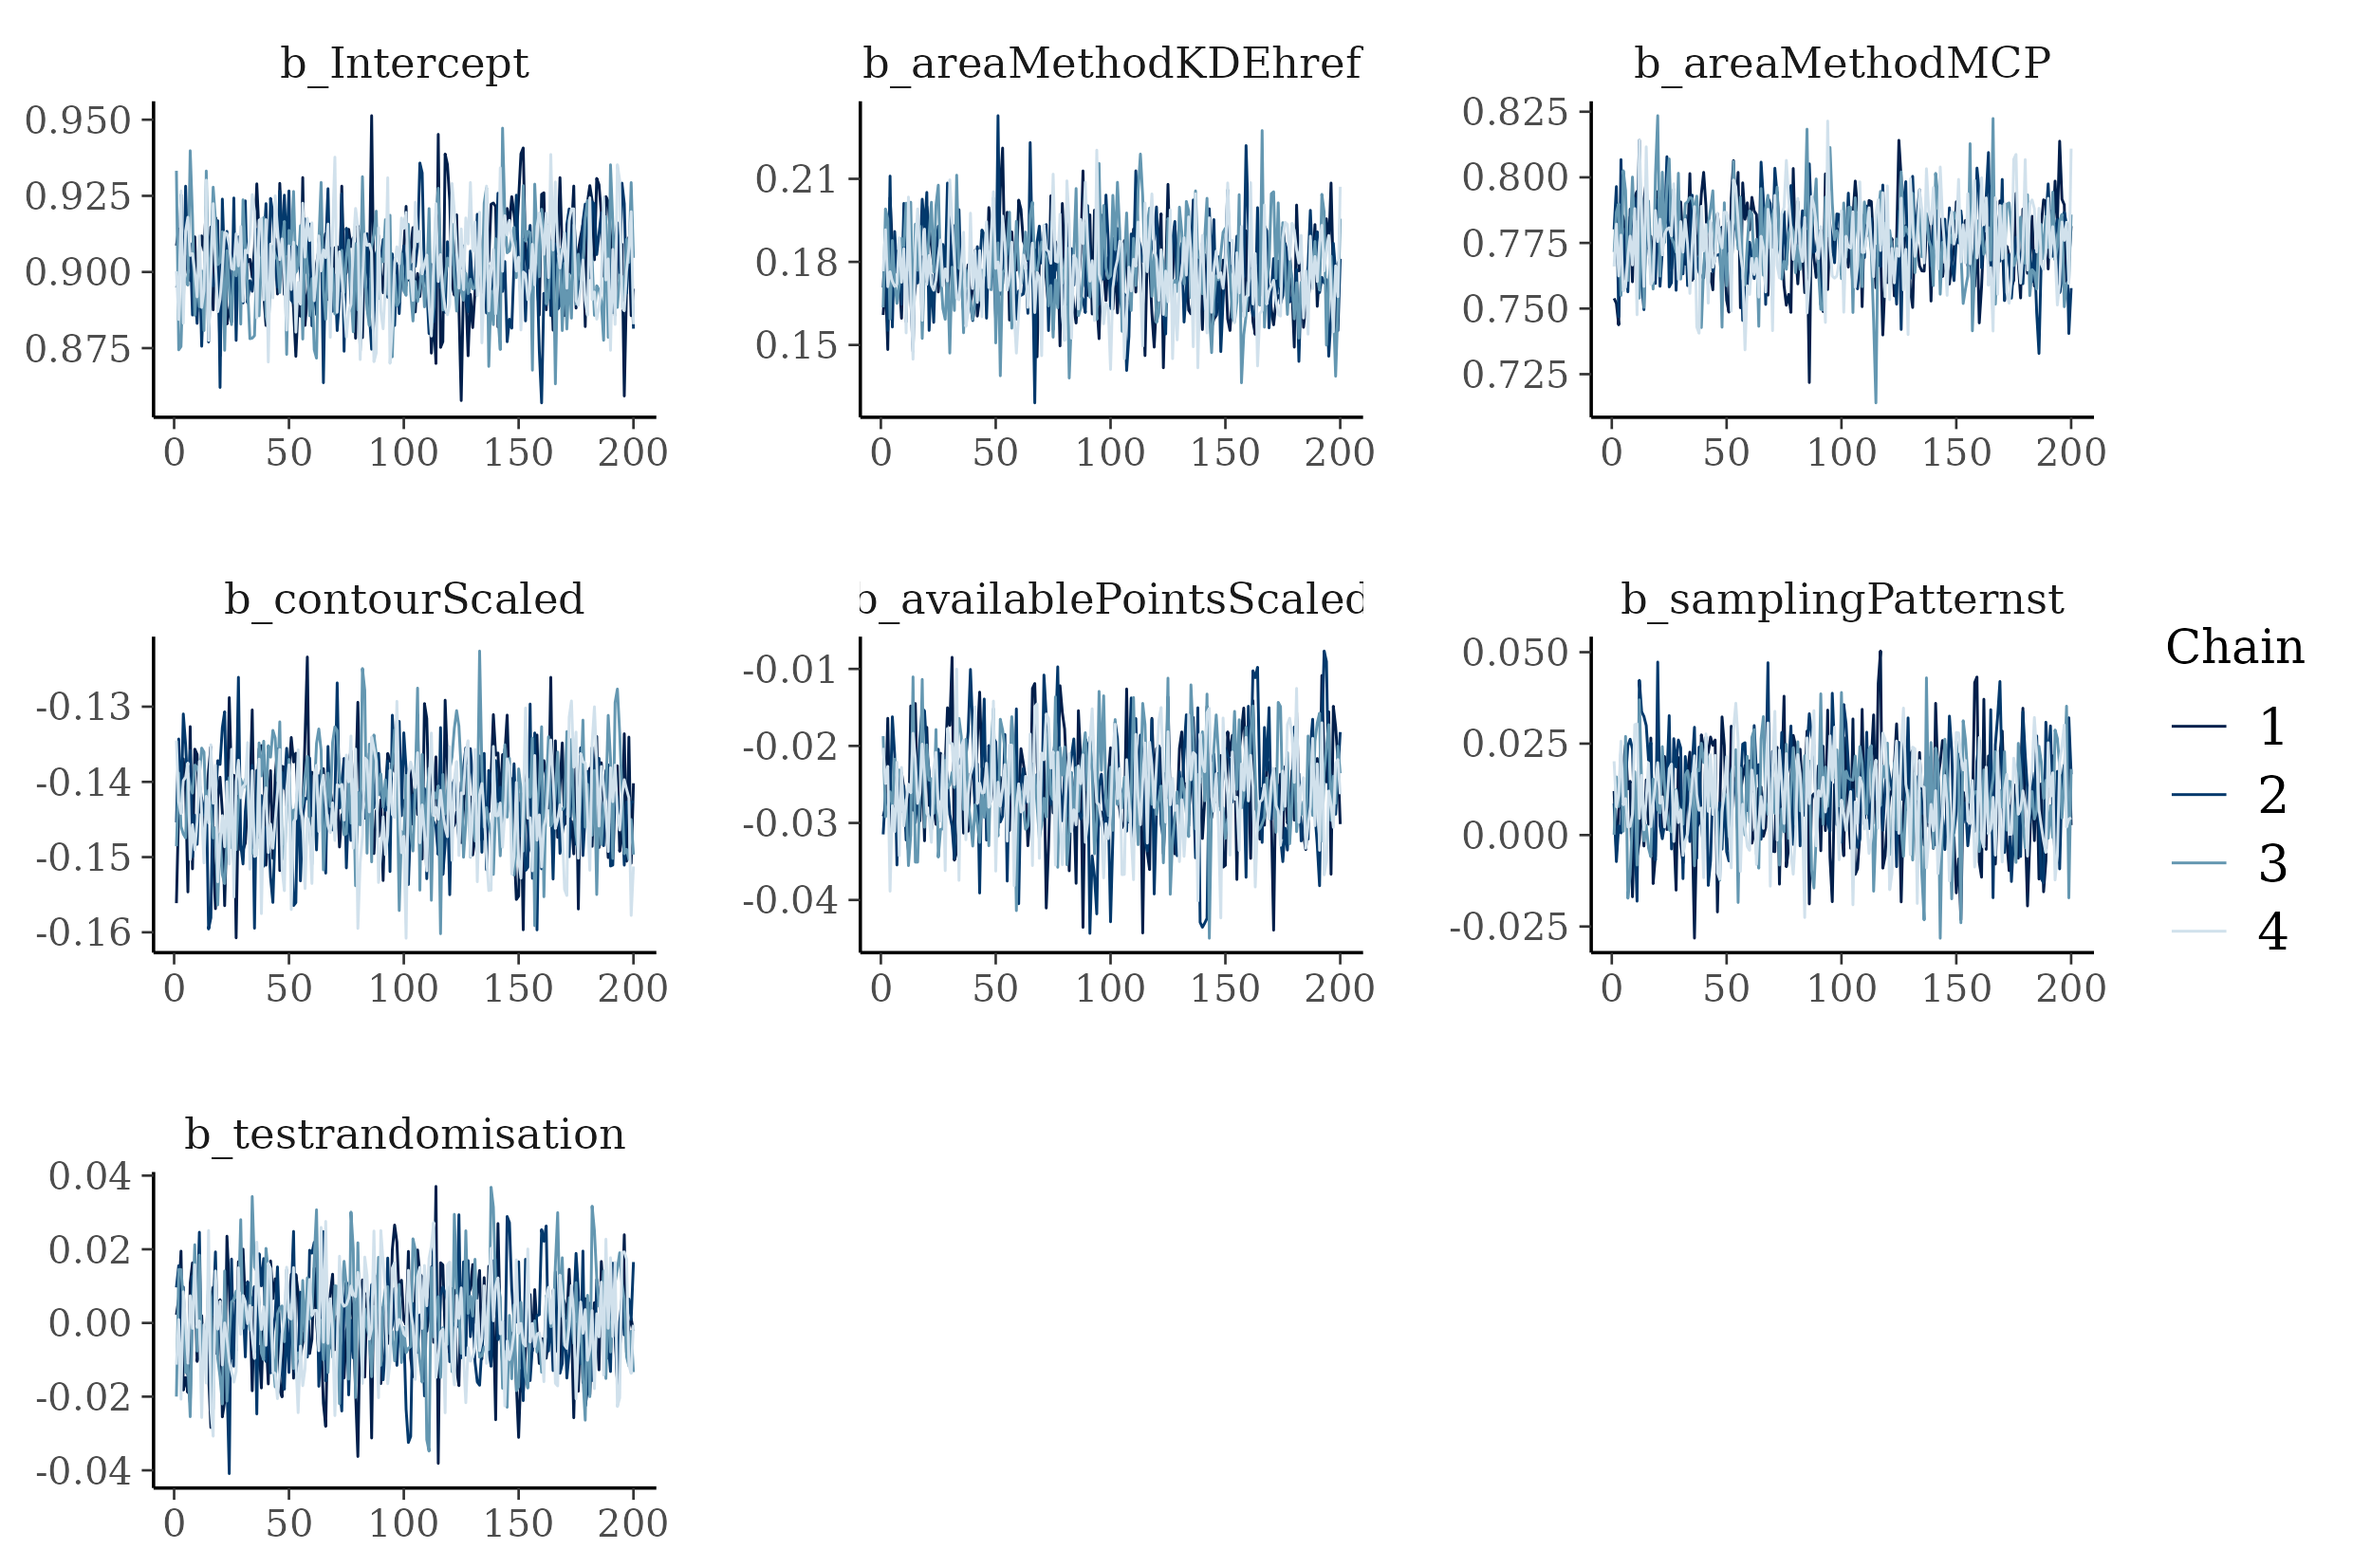 b_Intercept
0.950
0.925
0.900
0.875
0 50 100 150 200
b_areaMethodKDEhref
0.21
0.18
0.15
0 50 100 150 200
b_areaMethodMCP
0.825
0.800
0.775
0.750
0.725
0 50 100 150 200
b_contourScaled
-0.13
-0.14
-0.15
-0.16
0 50 100 150 200
b_availablePointsScaled
-0.01
-0.02
-0.03
-0.04
0 50 100 150 200
b_samplingPatternst
0.050
0.025
0.000
-0.025
0 50 100 150 200
b_testrandomisation
0.04
0.02
0.00
-0.02
-0.04
0 50 100 150 200
Chain
1
2
3
4